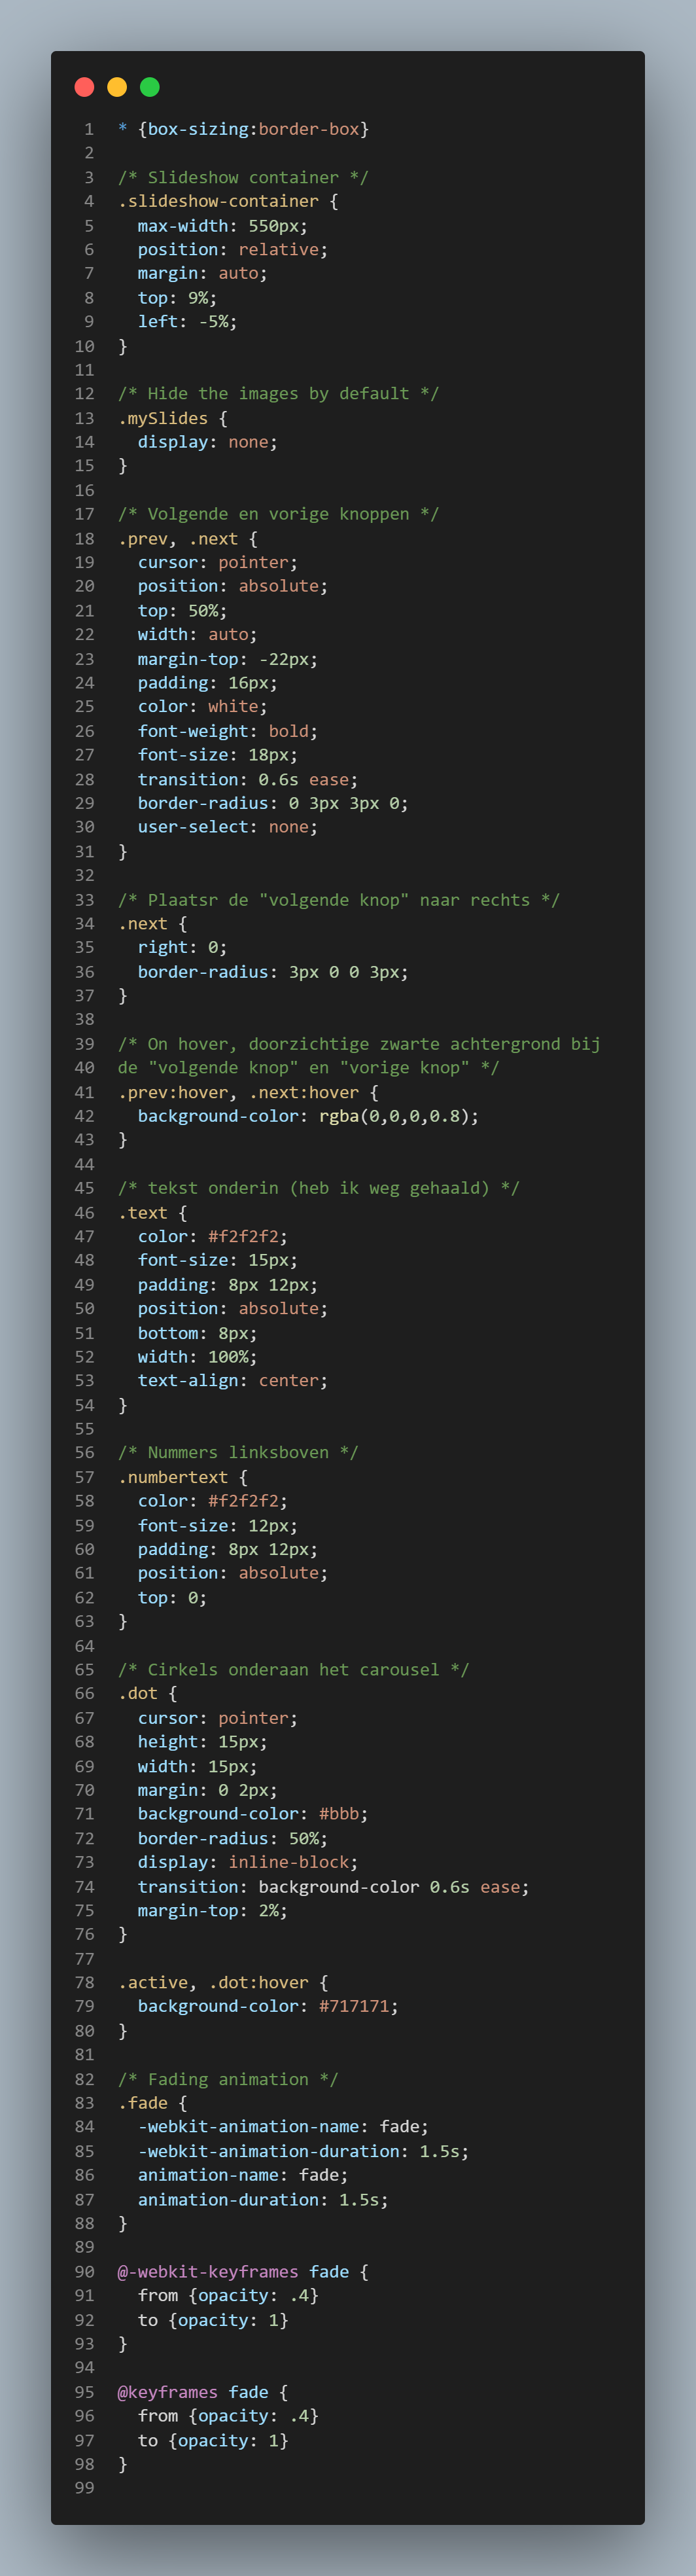 1 * {box-sizing:border-box}
2
3 /* Slideshow container */
4 .slideshow-container {
5   max-width: 550px;
6   position: relative;
7   margin: auto;
8   top: 9%;
9   left: -5%;
10 }
11
12 /* Hide the images by default */
13 .mySlides {
14   display: none;
15 }
16
17 /* Volgende en vorige knoppen */
18 .prev, .next {
19   cursor: pointer;
20   position: absolute;
21   top: 50%;
22   width: auto;
23   margin-top: -22px;
24   padding: 16px;
25   color: white;
26   font-weight: bold;
27   font-size: 18px;
28   transition: 0.6s ease;
29   border-radius: 0 3px 3px 0;
30   user-select: none;
31 }
32
33 /* Plaatsr de "volgende knop" naar rechts */
34 .next {
35   right: 0;
36   border-radius: 3px 0 0 3px;
37 }
38
39 /* On hover, doorzichtige zwarte achtergrond bij
40 de "volgende knop" en "vorige knop" */
41 .prev:hover, .next:hover {
42   background-color: rgba(0,0,0,0.8);
43 }
44
45 /* tekst onderin (heb ik weg gehaald) */
46 .text {
47   color: #f2f2f2;
48   font-size: 15px;
49   padding: 8px 12px;
50   position: absolute;
51   bottom: 8px;
52   width: 100%;
53   text-align: center;
54 }
55
56 /* Nummers linksboven */
57 .numbertext {
58   color: #f2f2f2;
59   font-size: 12px;
60   padding: 8px 12px;
61   position: absolute;
62   top: 0;
63 }
64
65 /* Cirkels onderaan het carousel */
66 .dot {
67   cursor: pointer;
68   height: 15px;
69   width: 15px;
70   margin: 0 2px;
71   background-color: #bbb;
72   border-radius: 50%;
73   display: inline-block;
74   transition: background-color 0.6s ease;
75   margin-top: 2%;
76 }
77
78 .active, .dot:hover {
79   background-color: #717171;
80 }
81
82 /* Fading animation */
83 .fade {
84   -webkit-animation-name: fade;
85   -webkit-animation-duration: 1.5s;
86   animation-name: fade;
87   animation-duration: 1.5s;
88 }
89
90 @-webkit-keyframes fade {
91   from {opacity: .4}
92   to {opacity: 1}
93 }
94
95 @keyframes fade {
96   from {opacity: .4}
97   to {opacity: 1}
98 }
99